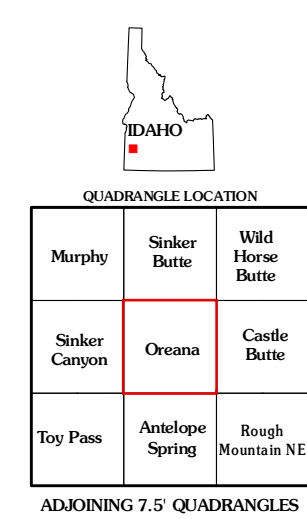 IDAHO
QUADRANGLE LOCATION
Murphy
Sinker
Butte
Wild
Horse
Butte
Sinker
Canyon
Oreana
Castle
Butte
Toy Pass
Antelope
Spring
Rough
Mountain NE
ADJOINING 7.5' QUADRANGLES